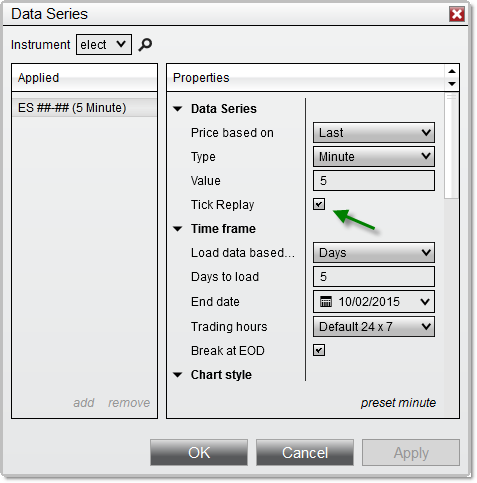 Data Series
Instrument elect
Applied
ES ##-## (5 Minute)
add remove
Properties
Data Series
Price based on Last
Type Minute
Value 5
Tick Replay
Time frame
Load data based... Days
Days to load 5
End date 10/02/2015
Trading hours Default 24 x 7
Break at EOD
Chart style
preset minute
OK Cancel Apply